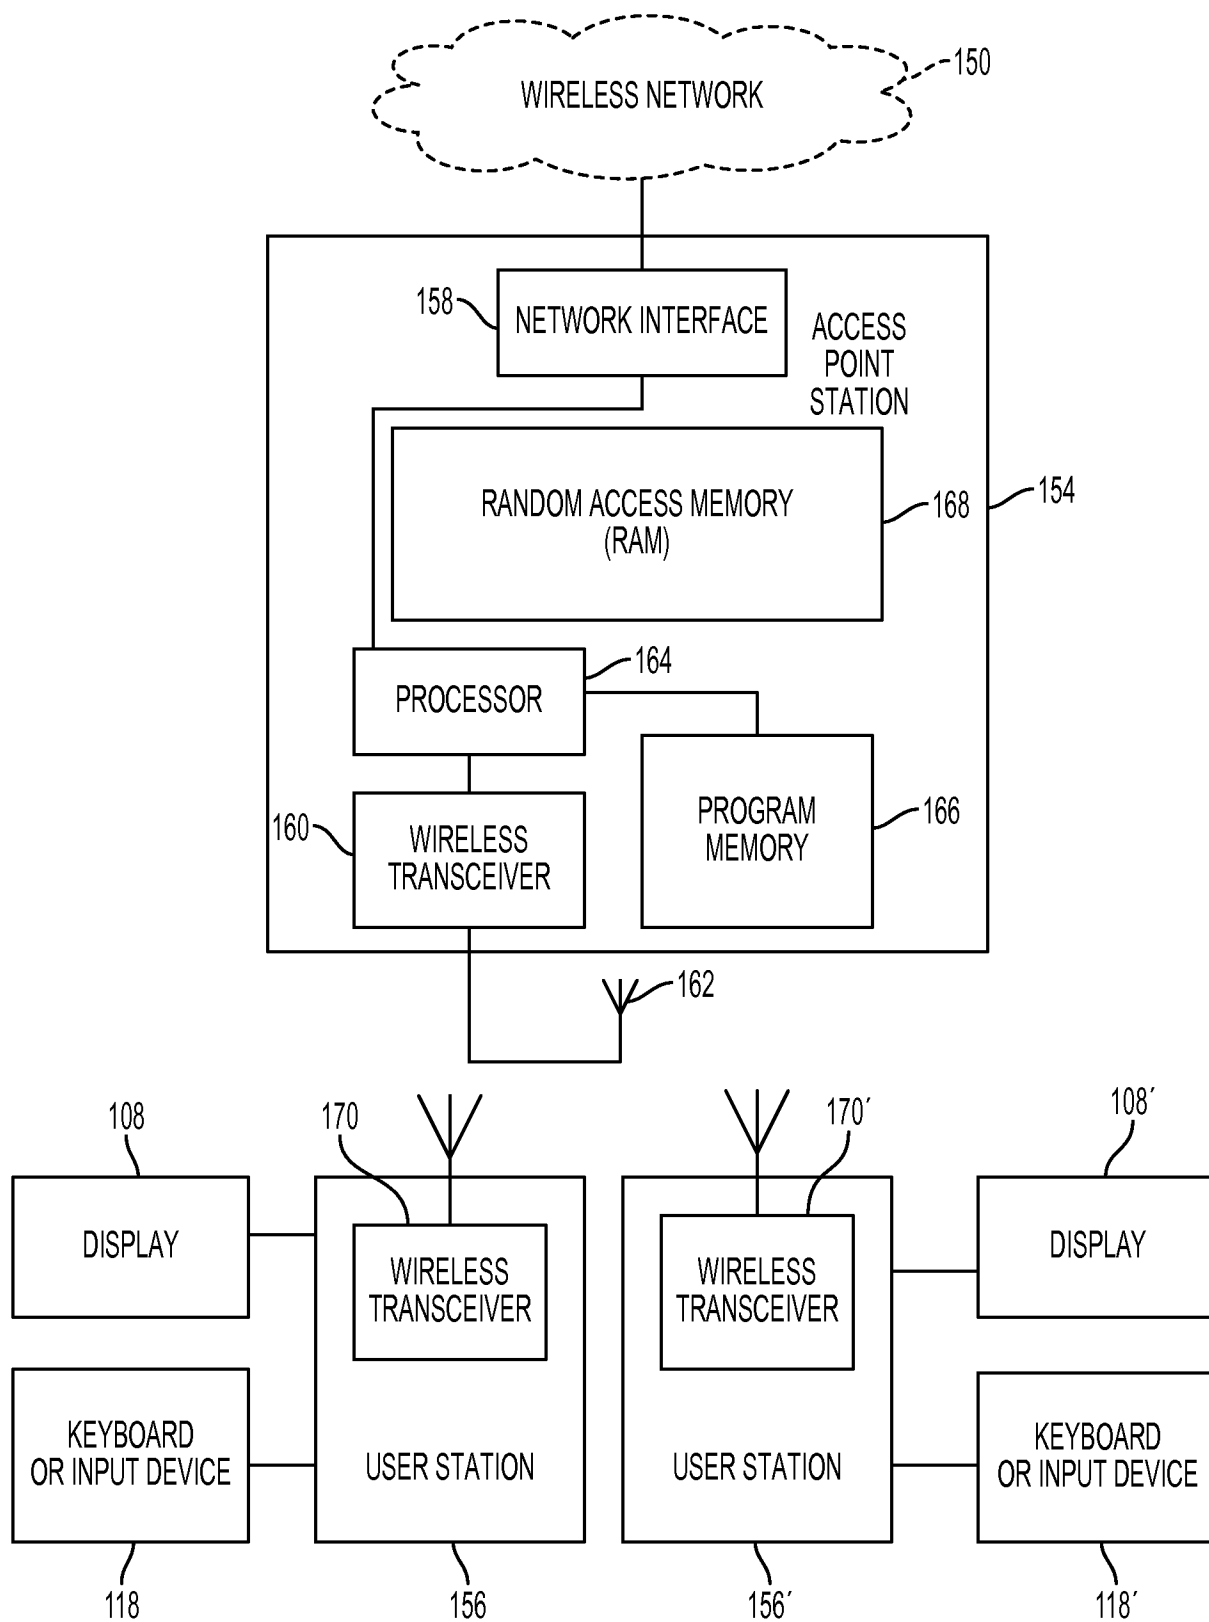 WIRELESS NETWORK
150
158
NETWORK INTERFACE
ACCESS
POINT
STATION
RANDOM ACCESS MEMORY
(RAM)
168
154
164
PROCESSOR
160
WIRELESS
TRANSCEIVER
PROGRAM
MEMORY
166
162
108
170
170´
108´
DISPLAY
WIRELESS
TRANSCEIVER
WIRELESS
TRANSCEIVER
DISPLAY
KEYBOARD
OR INPUT DEVICE
USER STATION
USER STATION
KEYBOARD
OR INPUT DEVICE
118
156
156´
118´